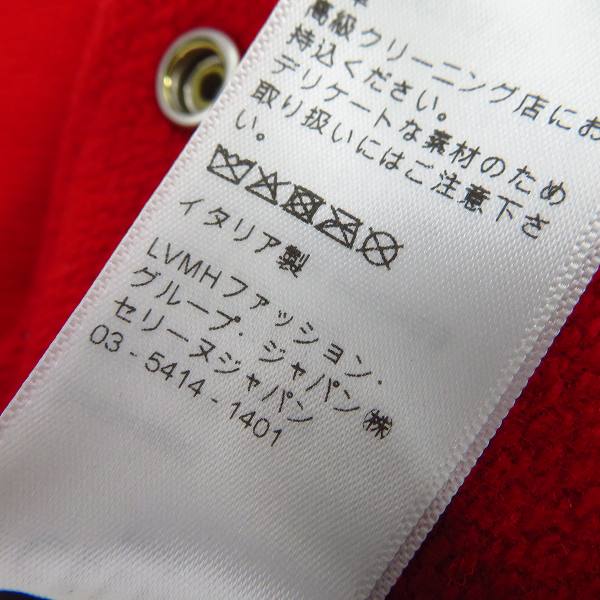 高級クリーニング店にお
持込ください。
デリケートな素材のため
取り扱いにはご注意下さ
い。
イタリア製
LVMHファッション・
グループ・ジャパン㈱
セリーヌジャパン
03 - 5414 - 1401